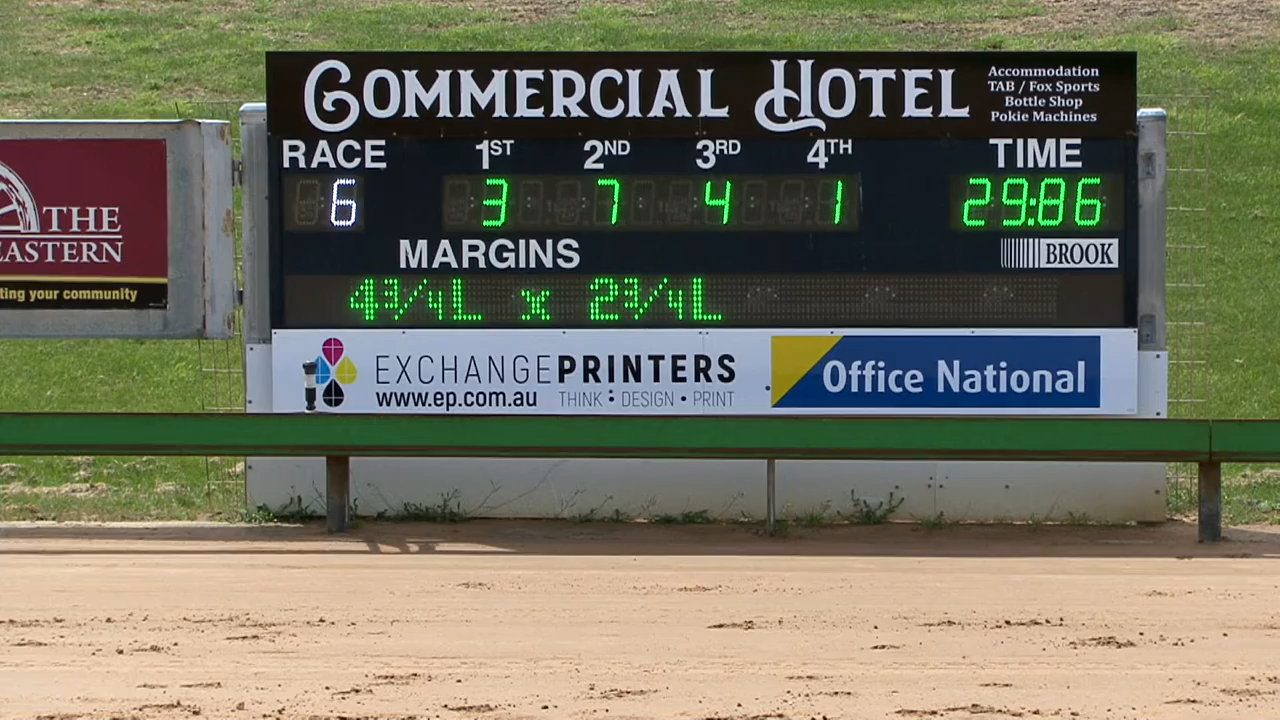 COMMERCIAL HOTEL
Accommodation
TAB / Fox Sports
Bottle Shop
Pokie Machines
RACE 1ST 2ND 3RD 4TH TIME
6 3 7 4 1 29:86
MARGINS
BROOK
4¾L x 2¾L
EXCHANGEPRINTERS
www.ep.com.au THINK : DESIGN • PRINT
Office National
THE
EASTERN
ting your community